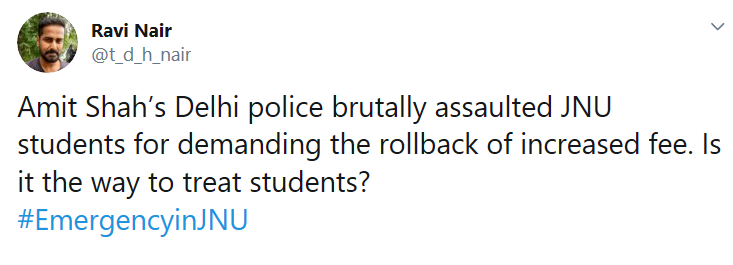 Ravi Nair
@t_d_h_nair
Amit Shah’s Delhi police brutally assaulted JNU
students for demanding the rollback of increased fee. Is
it the way to treat students?
#EmergencyinJNU